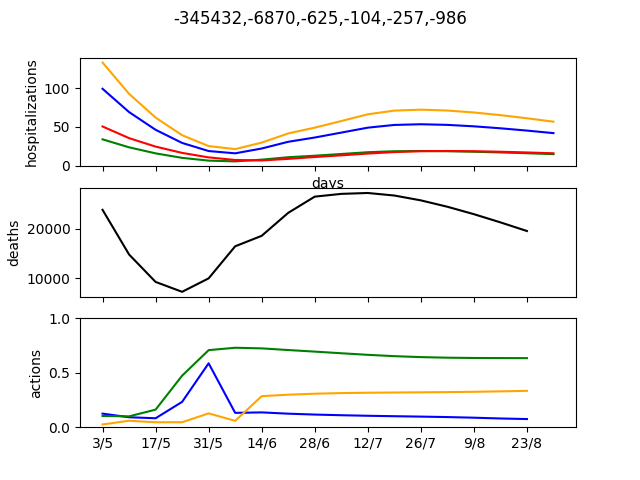 -345432,-6870,-625,-104,-257,-986
hospitalizations
100
50
0
days
deaths
20000
10000
actions
1.0
0.5
0.0
3/5 17/5 31/5 14/6 28/6 12/7 26/7 9/8 23/8